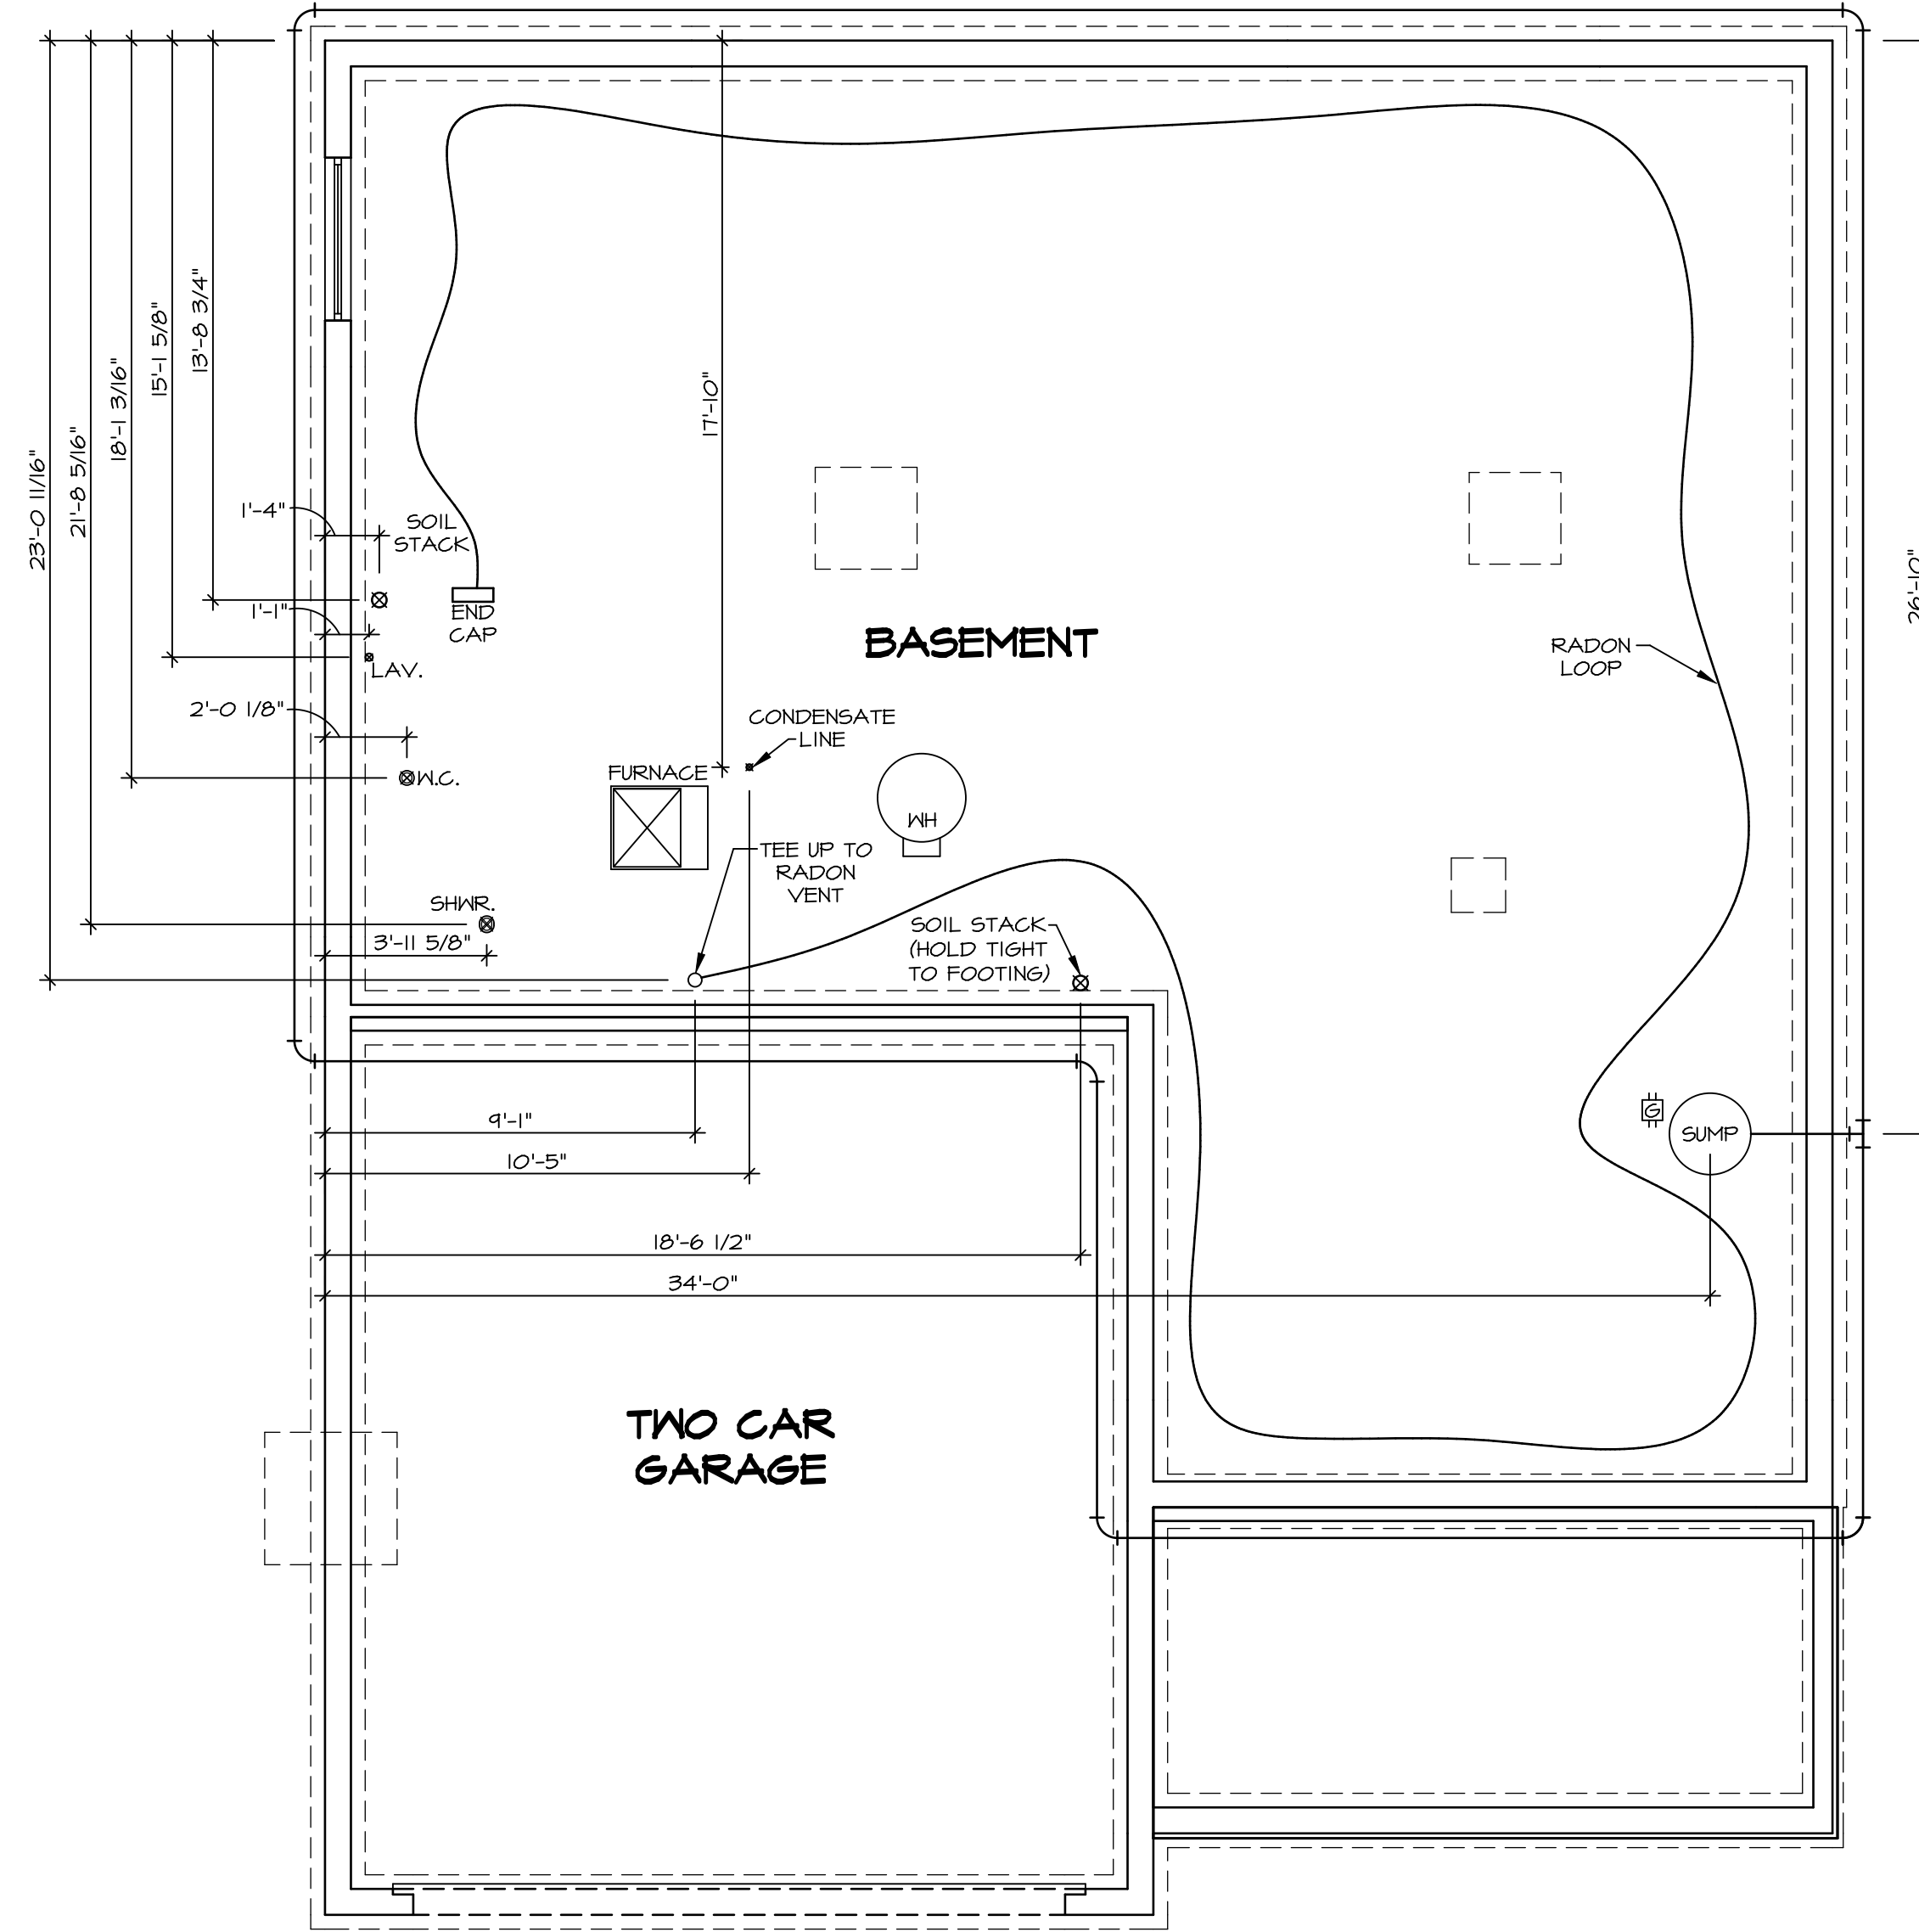 13'-8 3/4"
15'-1 5/8"
18'-1 3/16"
21'-8 5/16"
23'-0 11/16"
17'-10"
26'-10"
1'-4"
SOIL
STACK
END
CAP
1'-1"
LAV.
2'-0 1/8"
W.C.
BASEMENT
RADON
LOOP
CONDENSATE
LINE
FURNACE
WH
TEE UP TO
RADON
VENT
SHWR.
3'-11 5/8"
SOIL STACK
(HOLD TIGHT
TO FOOTING)
G
SUMP
9'-1"
10'-5"
18'-6 1/2"
34'-0"
TWO CAR
GARAGE